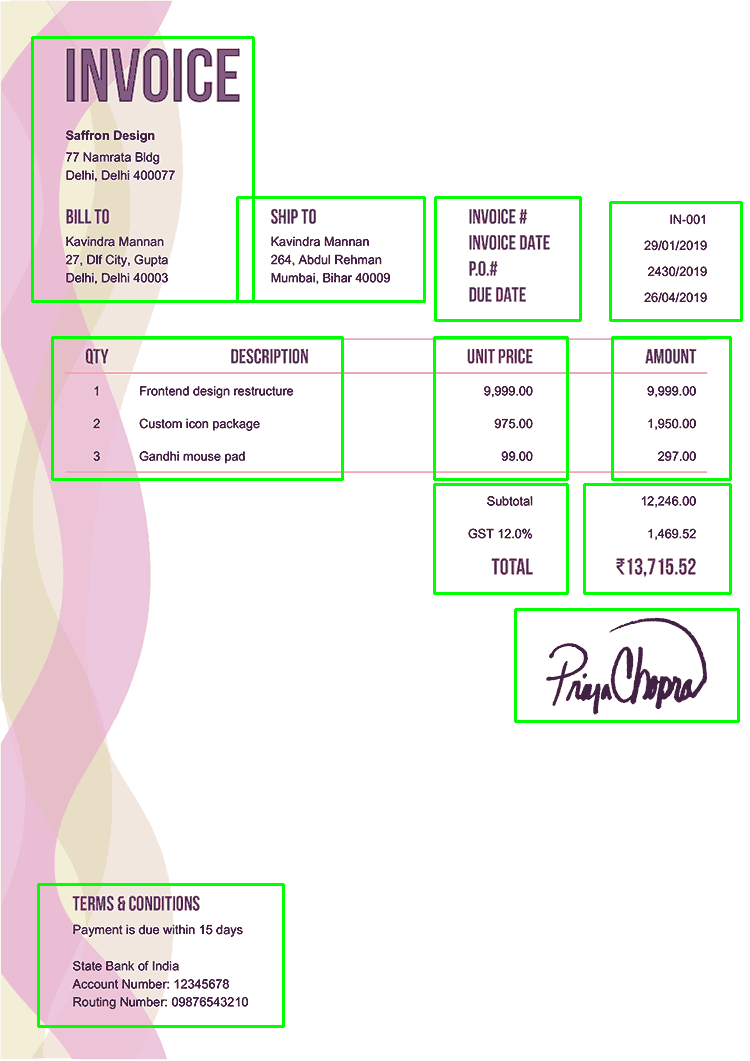 INVOICE
Saffron Design
77 Namrata Bldg
Delhi, Delhi 400077
BILL TO
Kavindra Mannan
27, Dlf City, Gupta
Delhi, Delhi 40003
SHIP TO
Kavindra Mannan
264, Abdul Rehman
Mumbai, Bihar 40009
INVOICE # IN-001
INVOICE DATE 29/01/2019
P.O.# 2430/2019
DUE DATE 26/04/2019
QTY DESCRIPTION UNIT PRICE AMOUNT
1 Frontend design restructure 9,999.00 9,999.00
2 Custom icon package 975.00 1,950.00
3 Gandhi mouse pad 99.00 297.00
Subtotal 12,246.00
GST 12.0% 1,469.52
TOTAL ₹13,715.52
Priya Chopra
TERMS & CONDITIONS
Payment is due within 15 days
State Bank of India
Account Number: 12345678
Routing Number: 09876543210